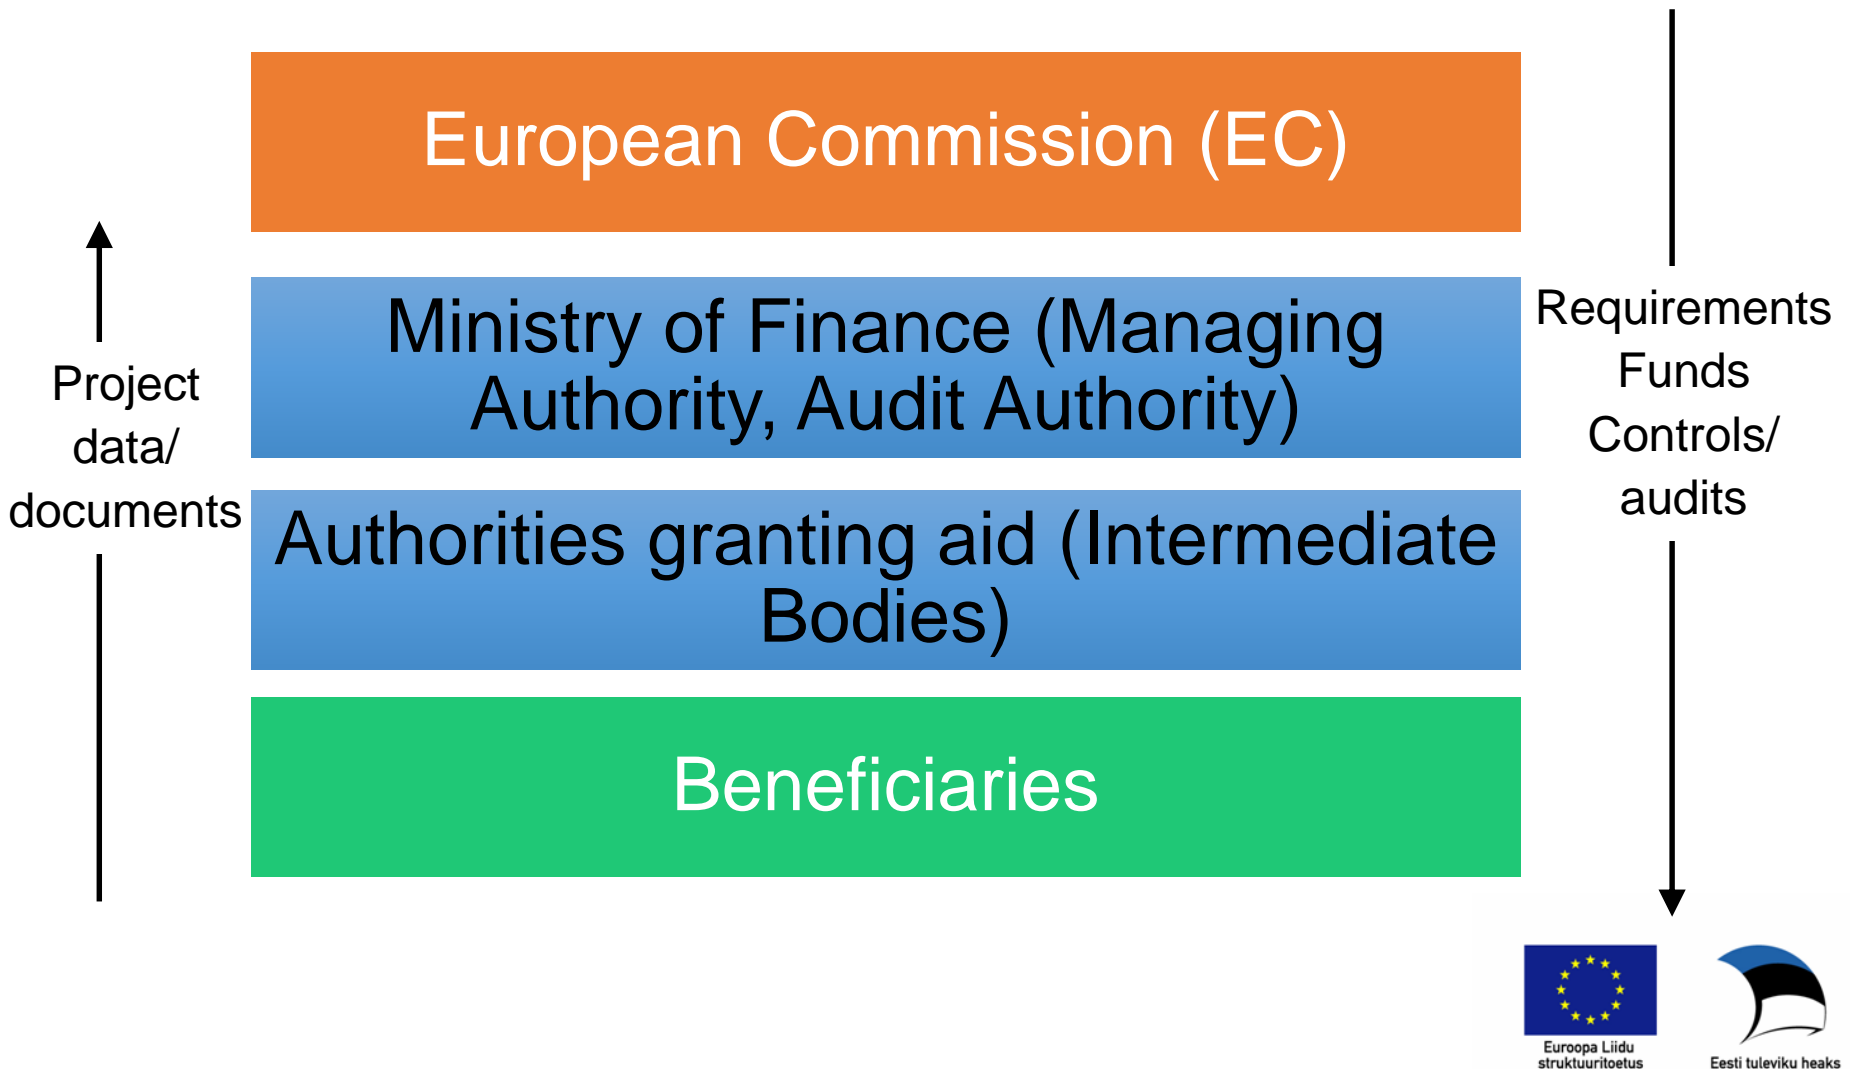 European Commission (EC)
Ministry of Finance (Managing
Authority, Audit Authority)
Authorities granting aid (Intermediate
Bodies)
Beneficiaries
Project
data/
documents
Requirements
Funds
Controls/
audits
Euroopa Liidu
struktuuritoetus
Eesti tuleviku heaks